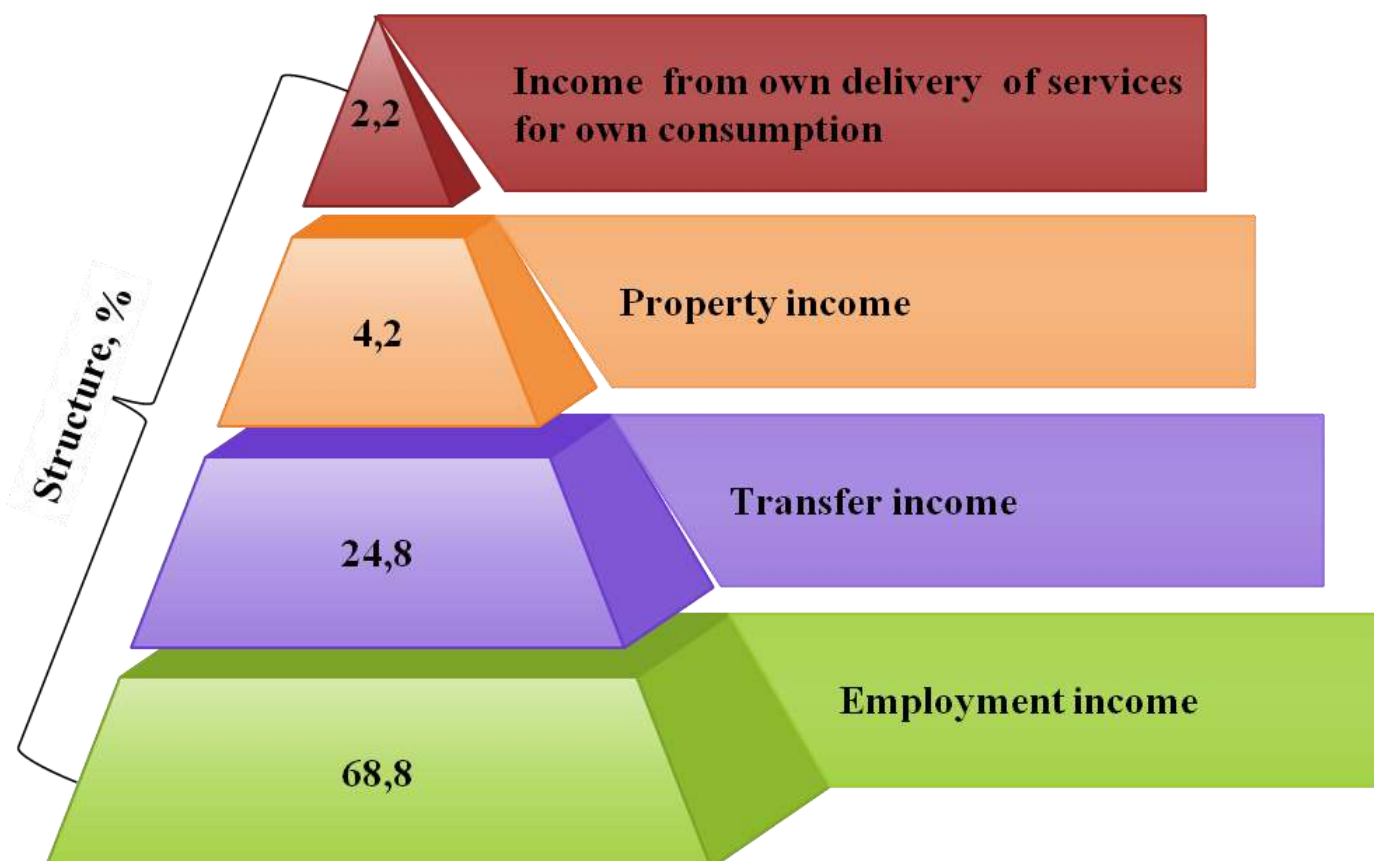 2,2
Income from own delivery of services
for own consumption
4,2
Property income
Structure, %
24,8
Transfer income
68,8
Employment income